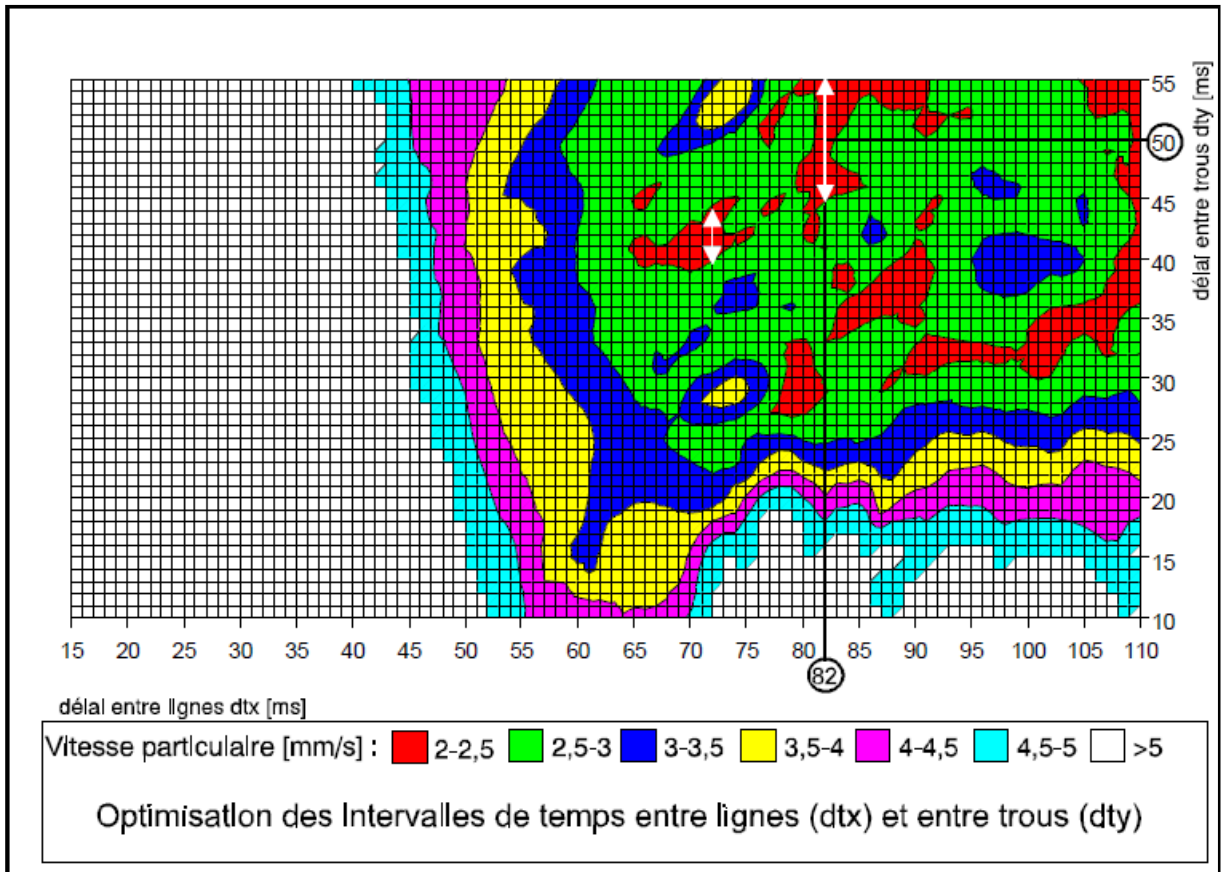 55
50
45
40
35
30
25
20
15
10
délai entre trous dty [ms]
15 20 25 30 35 40 45 50 55 60 65 70 75 80 85 90 95 100 105 110
82
délai entre lignes dtx [ms]
Vitesse particulaire [mm/s] : 2-2,5 2,5-3 3-3,5 3,5-4 4-4,5 4,5-5 >5
Optimisation des Intervalles de temps entre lignes (dtx) et entre trous (dty)